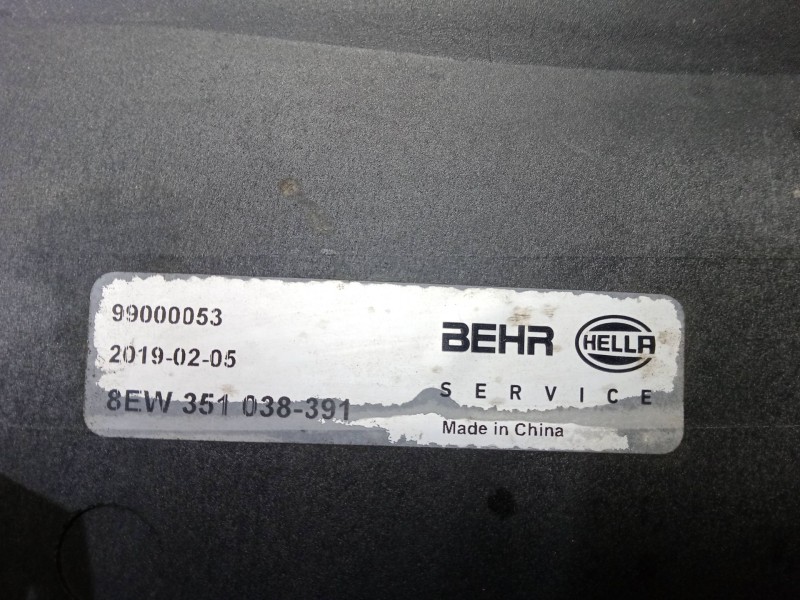 99000053
2019-02-05
8EW 351 038-391
BEHR HELLA
SERVICE
Made in China